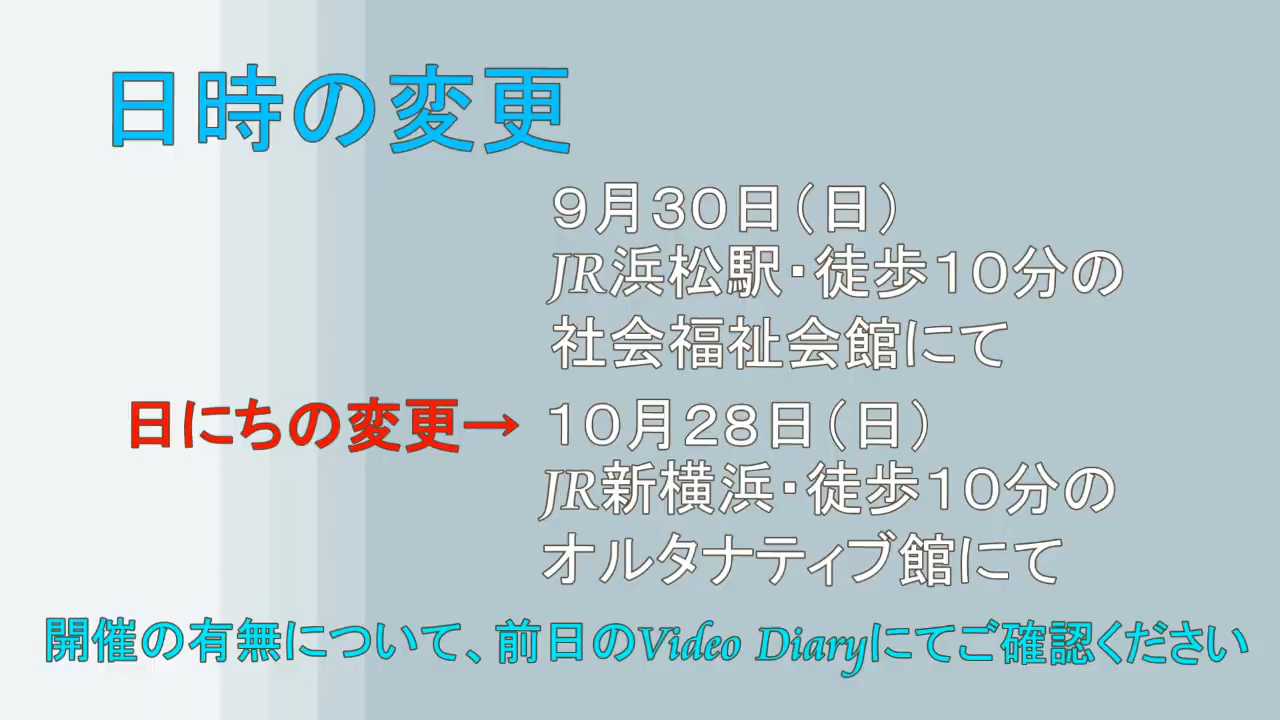 日時の変更
９月３０日（日）
JR浜松駅・徒歩１０分の
社会福祉会館にて
日にちの変更→１０月２８日（日）
JR新横浜・徒歩１０分の
オルタナティブ館にて
開催の有無について、前日のVideo Diaryにてご確認ください